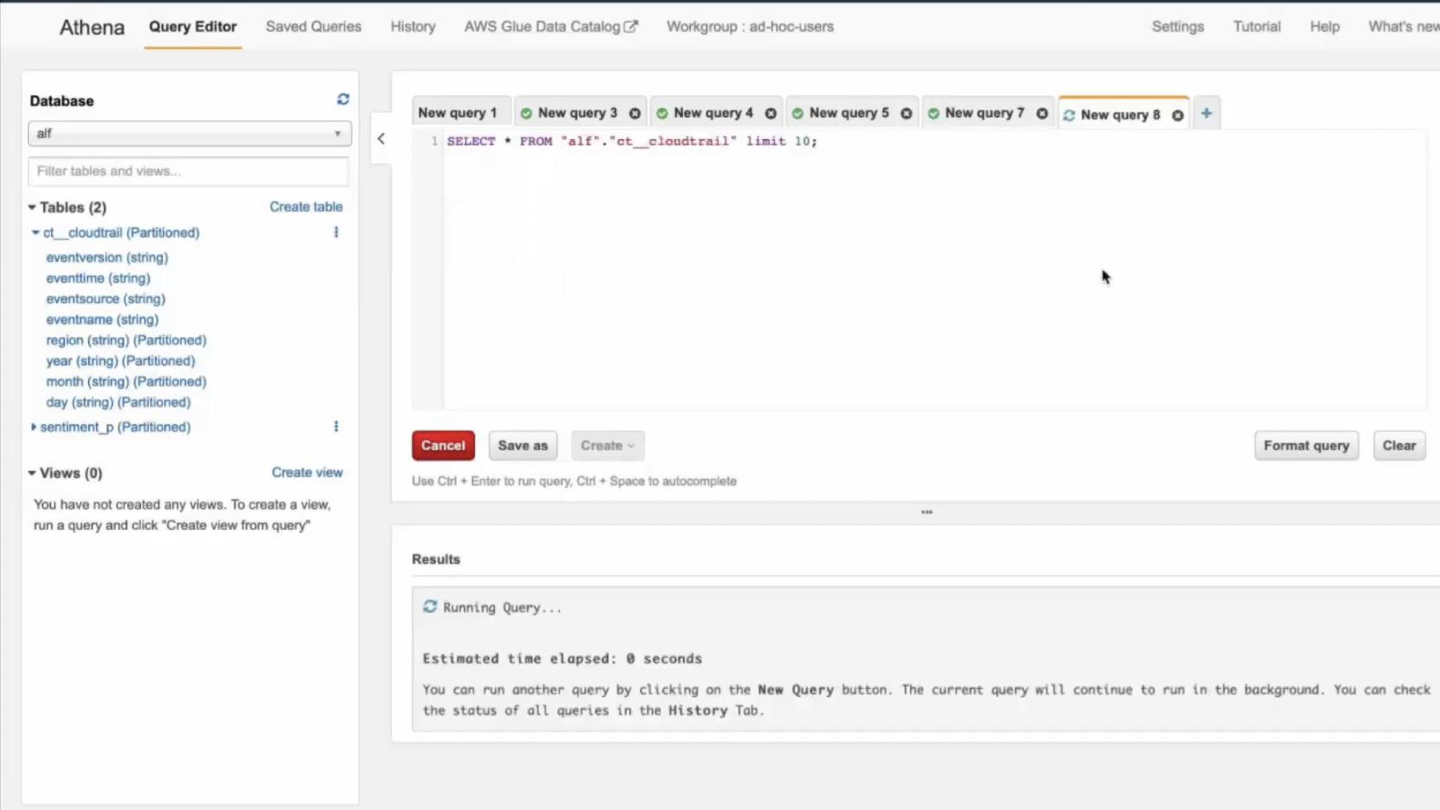 Athena Query Editor Saved Queries History AWS Glue Data Catalog Workgroup : ad-hoc-users Settings Tutorial Help What's new
Database
alf
Filter tables and views...
Tables (2) Create table
ct__cloudtrail (Partitioned)
eventversion (string)
eventtime (string)
eventsource (string)
eventname (string)
region (string) (Partitioned)
year (string) (Partitioned)
month (string) (Partitioned)
day (string) (Partitioned)
sentiment_p (Partitioned)
Views (0) Create view
You have not created any views. To create a view,
run a query and click "Create view from query"
New query 1 New query 3 New query 4 New query 5 New query 7 New query 8 +
1 SELECT * FROM "alf"."ct__cloudtrail" limit 10;
Cancel Save as Create Format query Clear
Use Ctrl + Enter to run query, Ctrl + Space to autocomplete
Results
Running Query...
Estimated time elapsed: 0 seconds
You can run another query by clicking on the New Query button. The current query will continue to run in the background. You can check
the status of all queries in the History Tab.